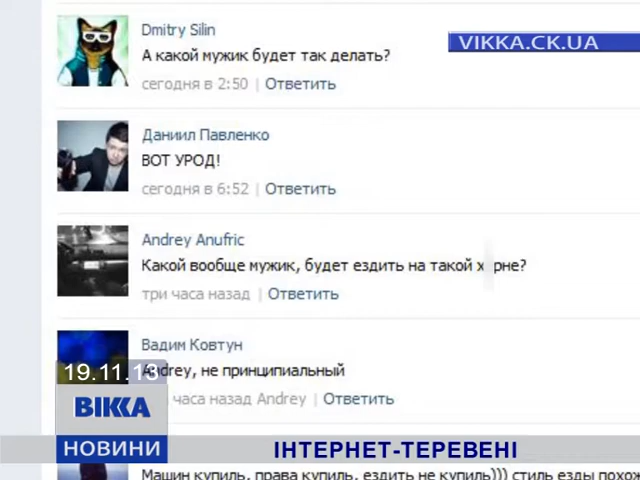 Dmitry Silin
VIKKA.CK.UA
А какой мужик будет так делать?
сегодня в 2:50 | Ответить
Даниил Павленко
ВОТ УРОД!
сегодня в 6:52 | Ответить
Andrey Anufric
Какой вообще мужик, будет ездить на такой х рне?
три часа назад | Ответить
Вадим Ковтун
Andrey, не принципиальный
часа назад Andrey | Ответить
19.11.13
ВІККА
НОВИНИ
ІНТЕРНЕТ-ТЕРЕВЕНІ
Машин купиль, права купиль, ездить не купиль))) стиль езды похож